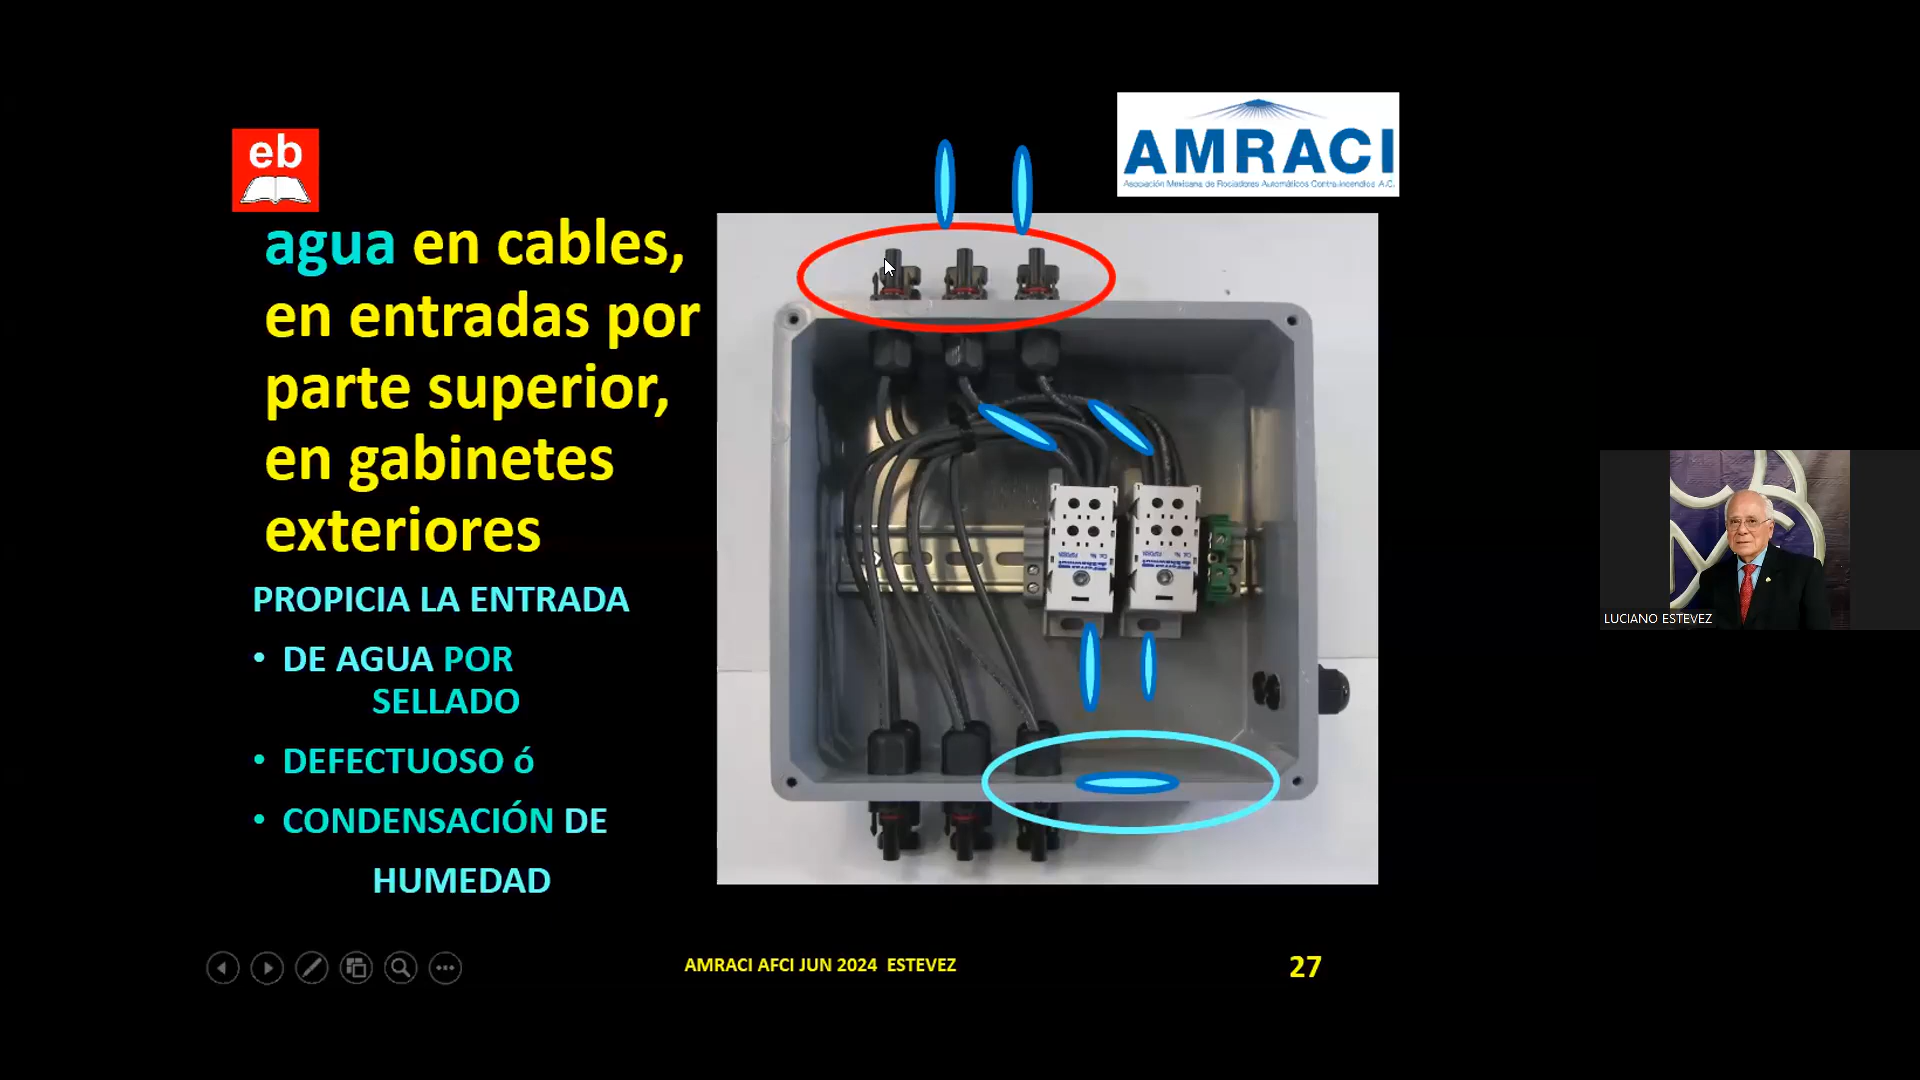 eb
AMRACI
Asociación Mexicana de Rociadores Automáticos Contra-incendios A.C.
agua en cables,
en entradas por
parte superior,
en gabinetes
exteriores
PROPICIA LA ENTRADA
• DE AGUA POR
SELLADO
• DEFECTUOSO ó
• CONDENSACIÓN DE
HUMEDAD
LUCIANO ESTEVEZ
AMRACI AFCI JUN 2024 ESTEVEZ
27